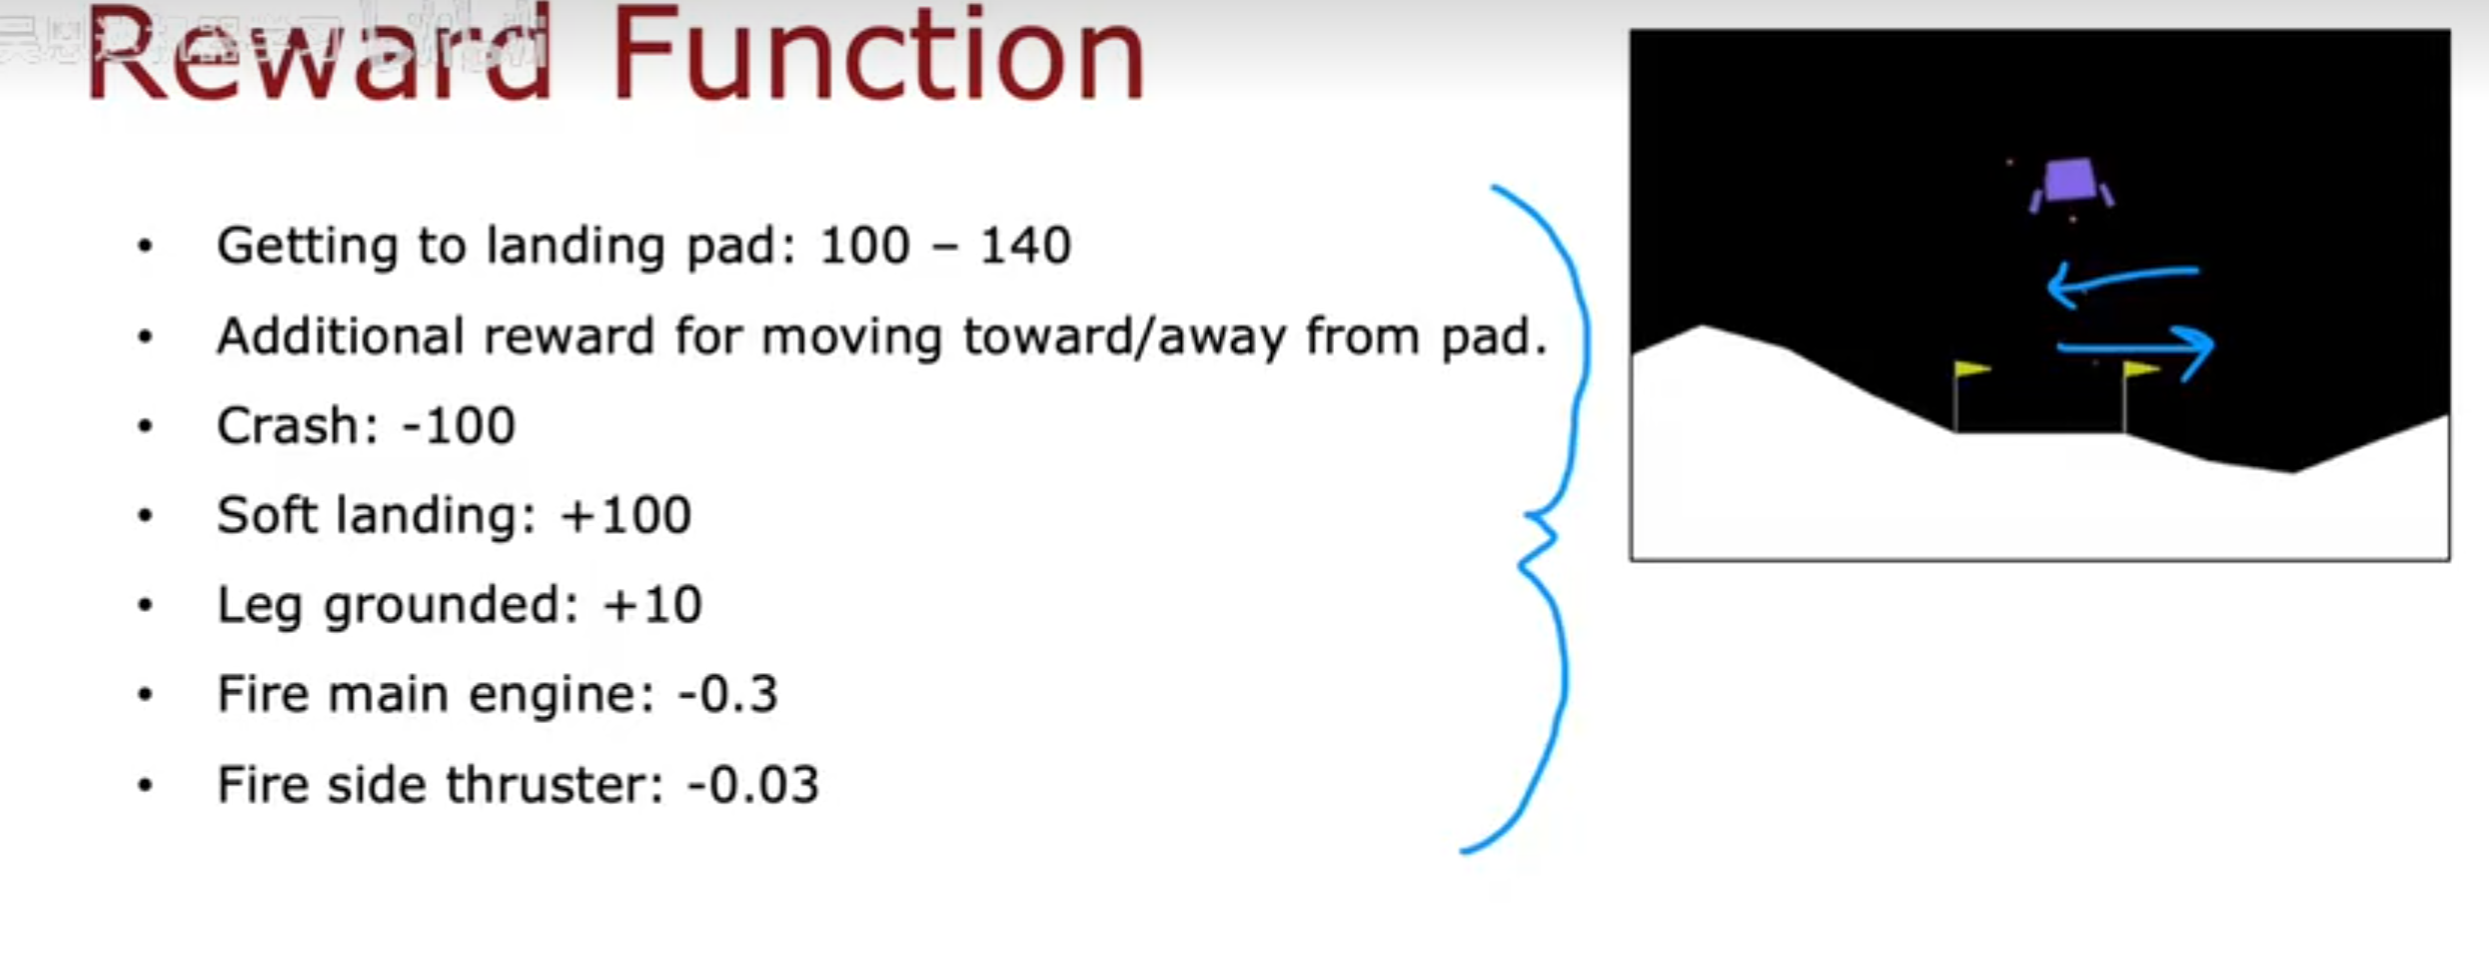 Reward Function
• Getting to landing pad: 100 – 140
• Additional reward for moving toward/away from pad.
• Crash: -100
• Soft landing: +100
• Leg grounded: +10
• Fire main engine: -0.3
• Fire side thruster: -0.03